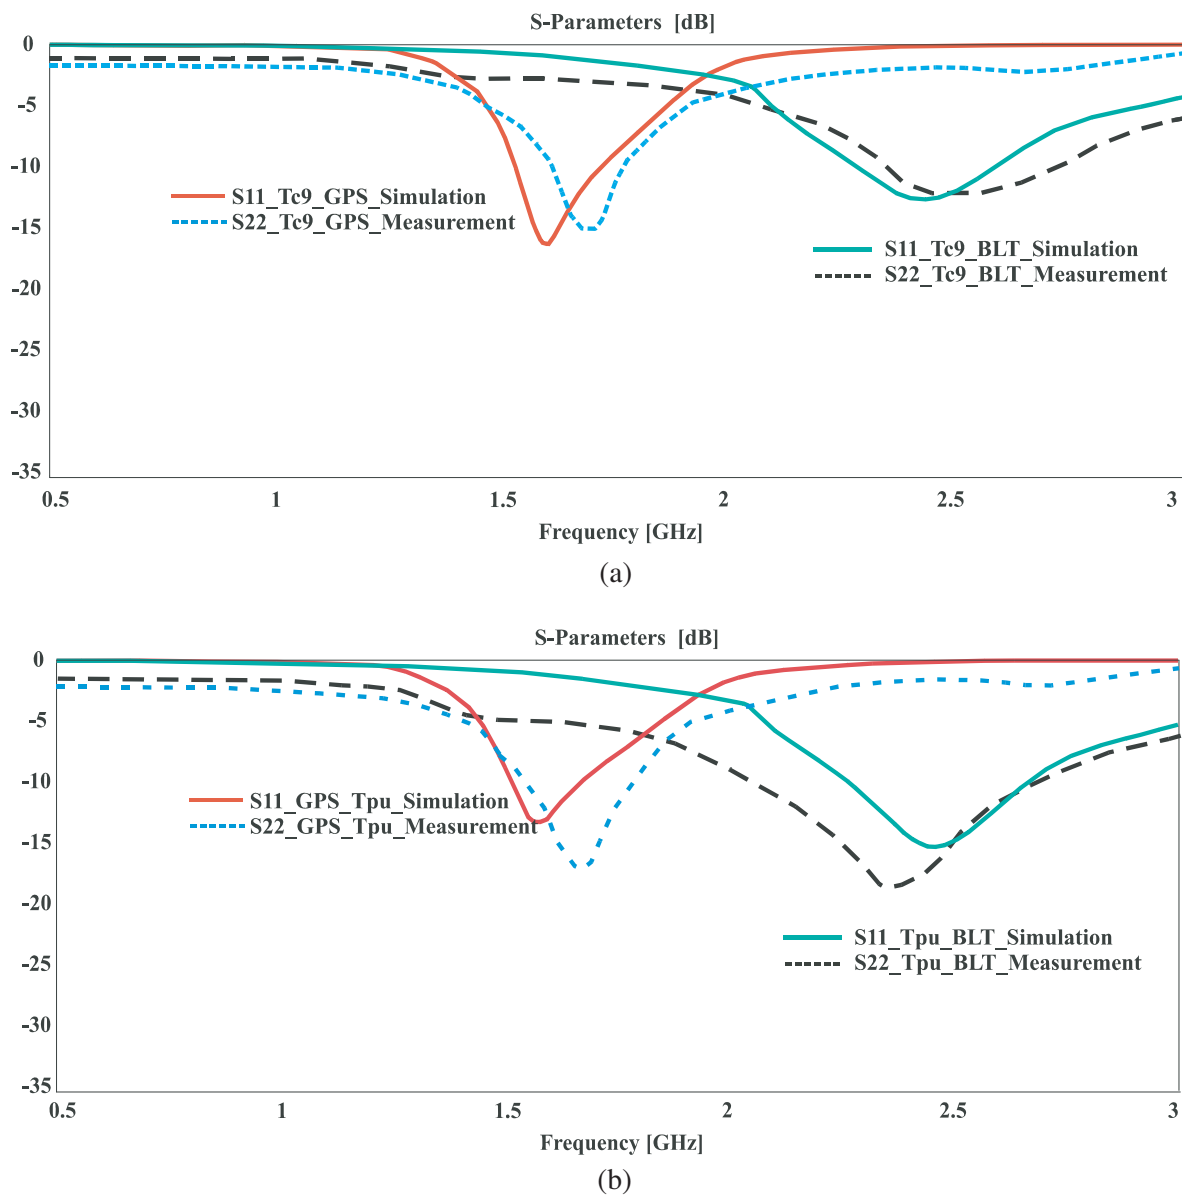 S-Parameters [dB]
0
-5
-10
-15
-20
-25
-30
-35
S11_Tc9_GPS_Simulation
S22_Tc9_GPS_Measurement
S11_Tc9_BLT_Simulation
S22_Tc9_BLT_Measurement
0.5 1 1.5 2 2.5 3
Frequency [GHz]
(a)
S-Parameters [dB]
0
-5
-10
-15
-20
-25
-30
-35
S11_GPS_Tpu_Simulation
S22_GPS_Tpu_Measurement
S11_Tpu_BLT_Simulation
S22_Tpu_BLT_Measurement
0.5 1 1.5 2 2.5 3
Frequency [GHz]
(b)